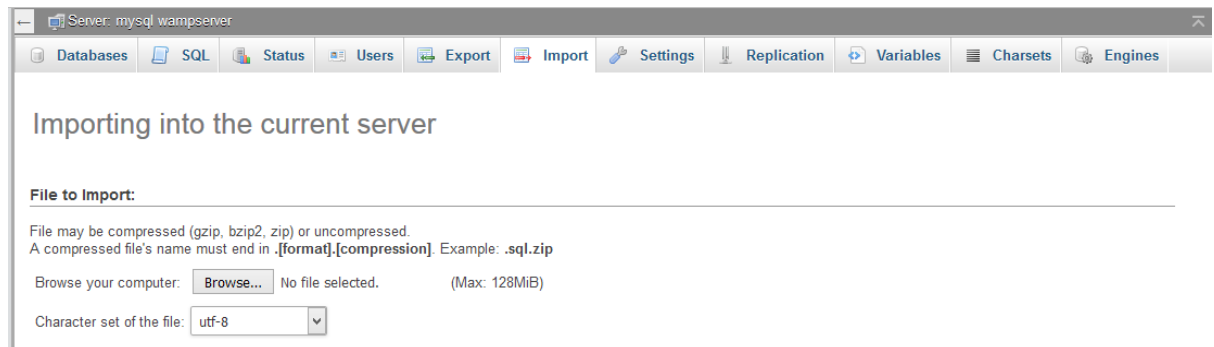 Server: mysql wampserver
Databases SQL Status Users Export Import Settings Replication Variables Charsets Engines
Importing into the current server
File to Import:
File may be compressed (gzip, bzip2, zip) or uncompressed.
A compressed file's name must end in .[format].[compression]. Example: .sql.zip
Browse your computer: Browse... No file selected. (Max: 128MiB)
Character set of the file: utf-8